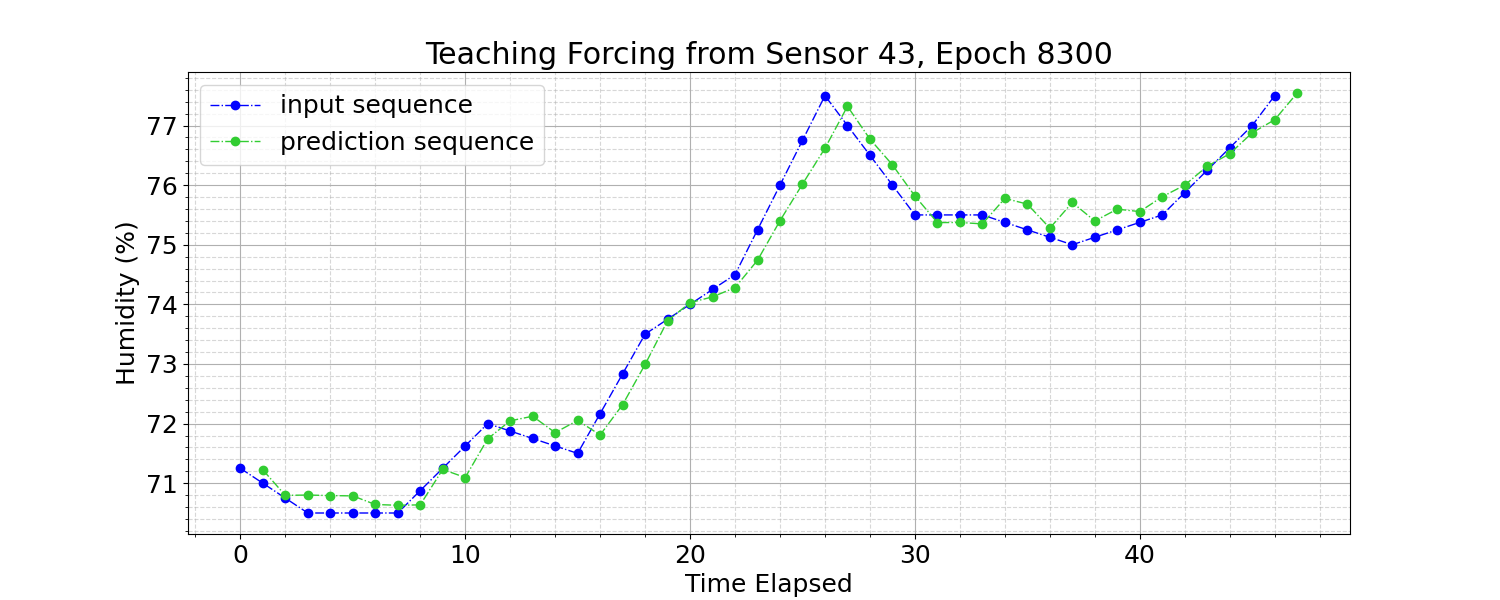 Teaching Forcing from Sensor 43, Epoch 8300
input sequence
prediction sequence
Humidity (%)
77
76
75
74
73
72
71
0 10 20 30 40
Time Elapsed